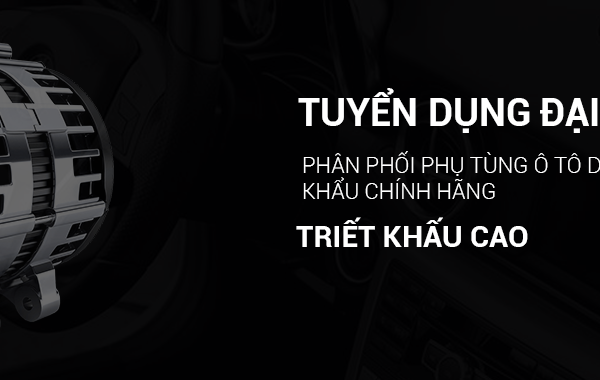 TUYỂN DỤNG ĐẠI
PHÂN PHỐI PHỤ TÙNG Ô TÔ D
KHẨU CHÍNH HÃNG
TRIẾT KHẤU CAO